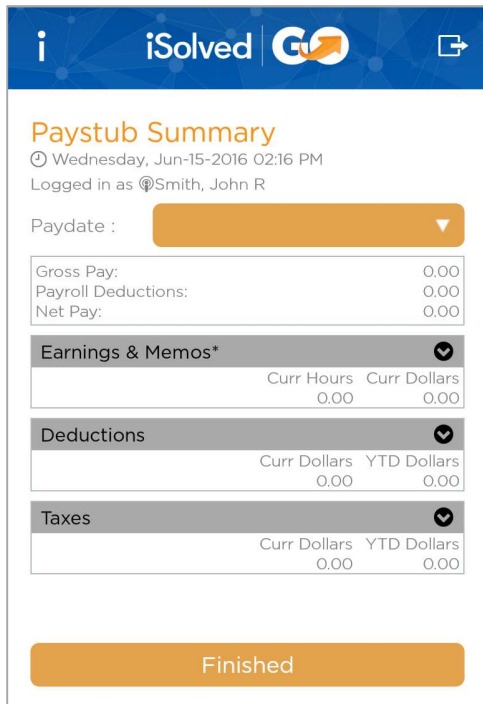 i iSolved GO
Paystub Summary
Wednesday, Jun-15-2016 02:16 PM
Logged in as Smith, John R
Paydate :
Gross Pay: 0.00
Payroll Deductions: 0.00
Net Pay: 0.00
Earnings & Memos*
Curr Hours Curr Dollars
0.00 0.00
Deductions
Curr Dollars YTD Dollars
0.00 0.00
Taxes
Curr Dollars YTD Dollars
0.00 0.00
Finished